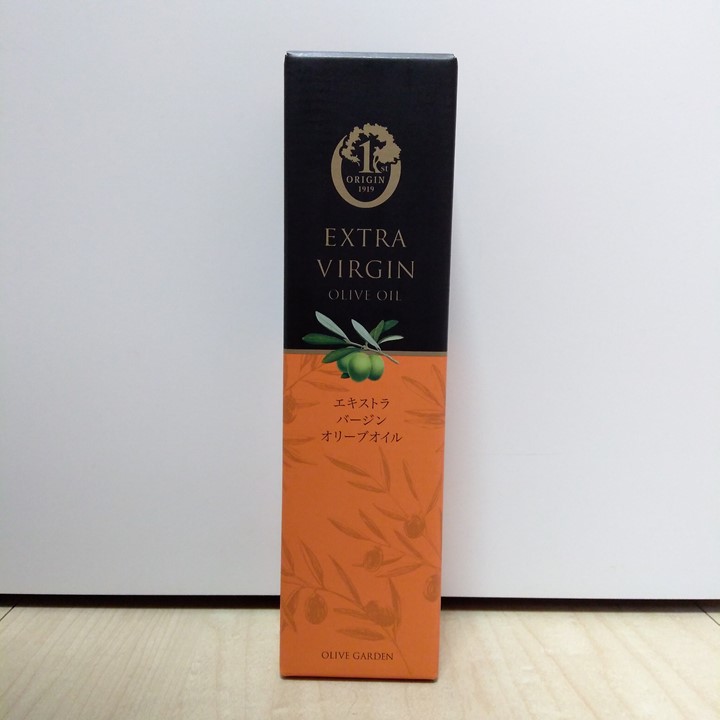 1st
ORIGIN
1919
EXTRA
VIRGIN
OLIVE OIL
エキストラ
バージン
オリーブオイル
OLIVE GARDEN